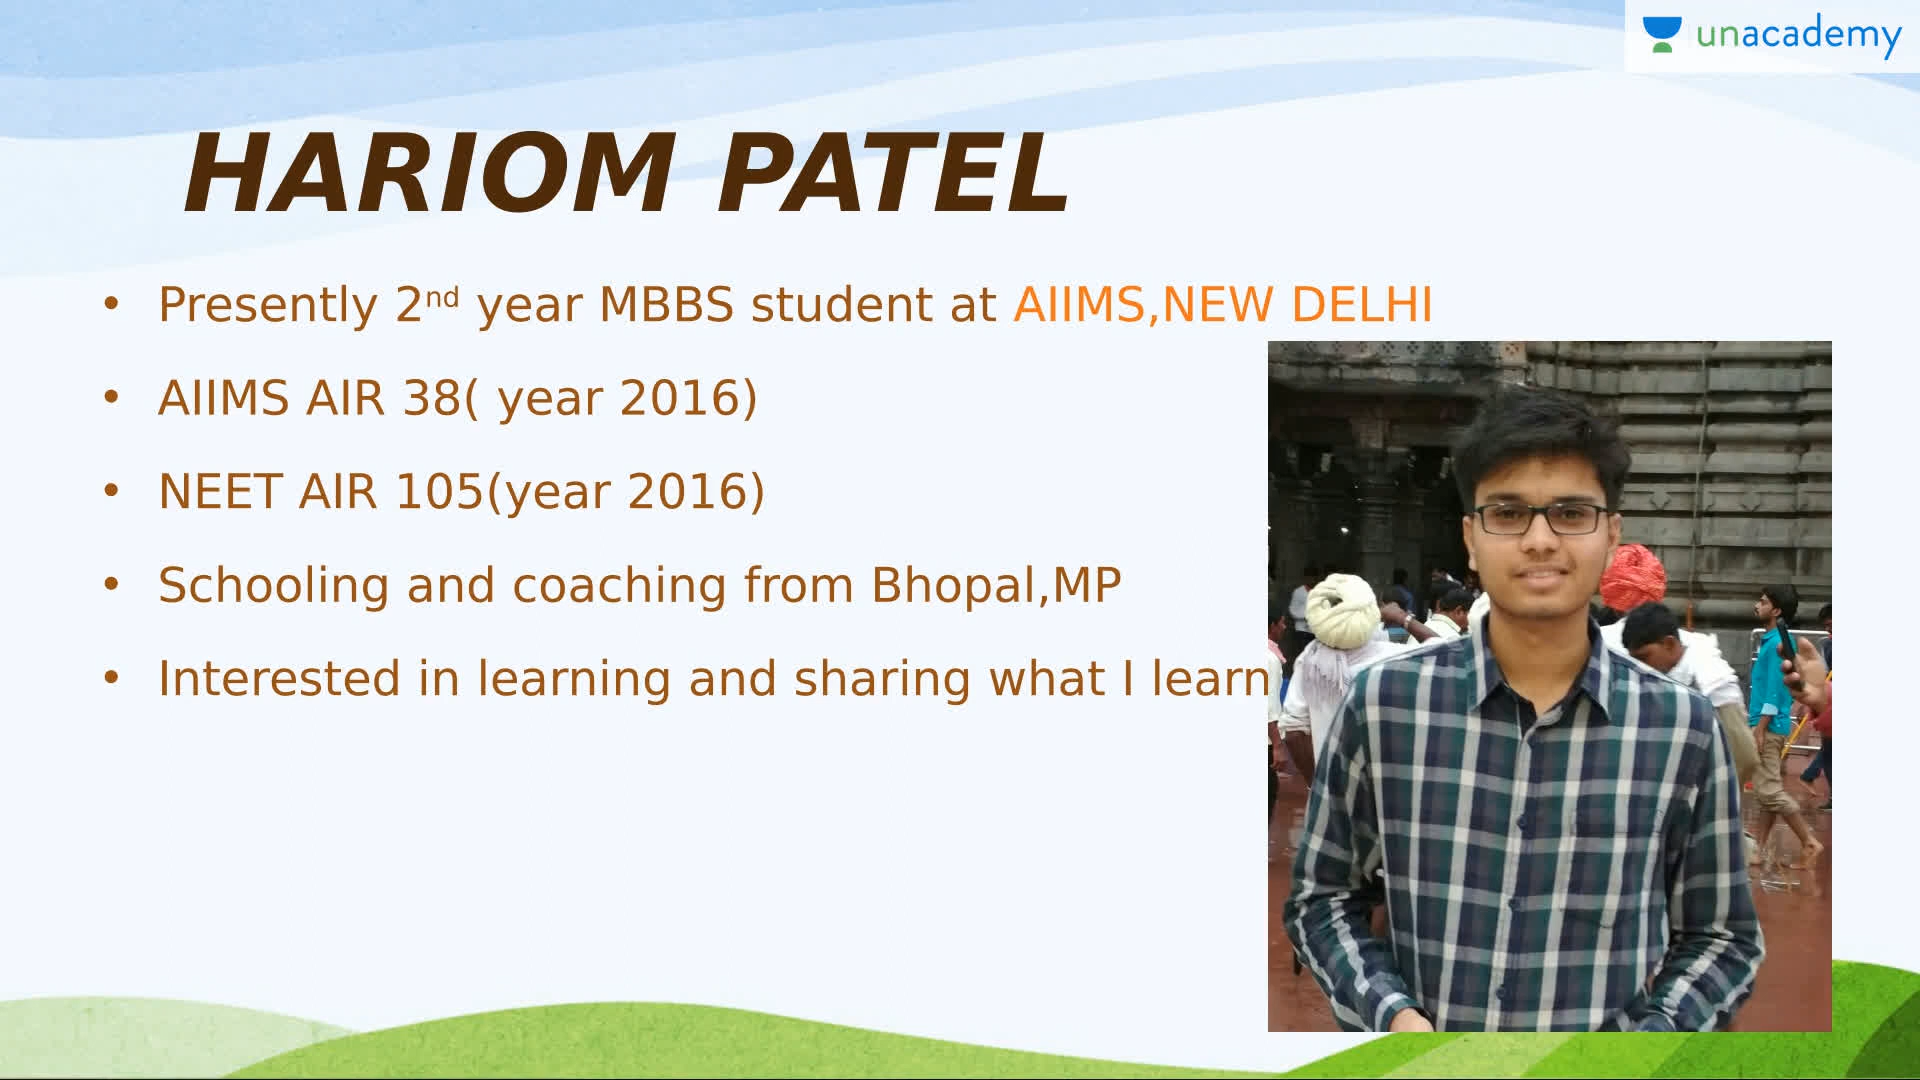 unacademy
HARIOM PATEL
• Presently 2nd year MBBS student at AIIMS,NEW DELHI
• AIIMS AIR 38( year 2016)
• NEET AIR 105(year 2016)
• Schooling and coaching from Bhopal,MP
• Interested in learning and sharing what I learn